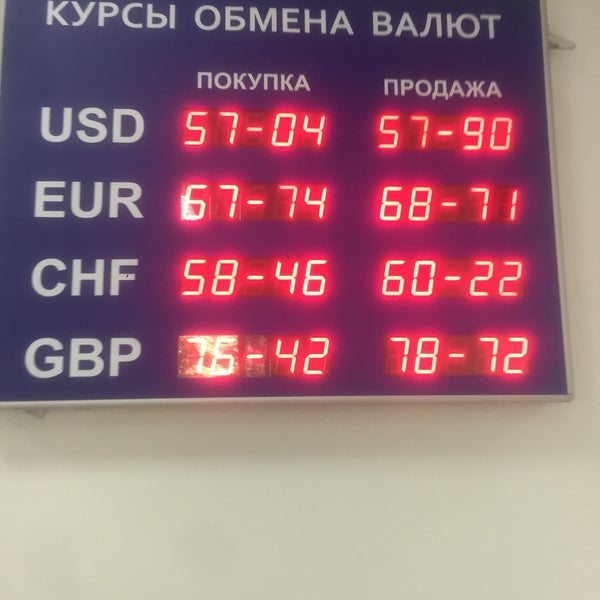 КУРСЫ ОБМЕНА ВАЛЮТ
ПОКУПКА ПРОДАЖА
USD 57-04 57-90
EUR 67-74 68-71
CHF 58-46 60-22
GBP 76-42 78-72